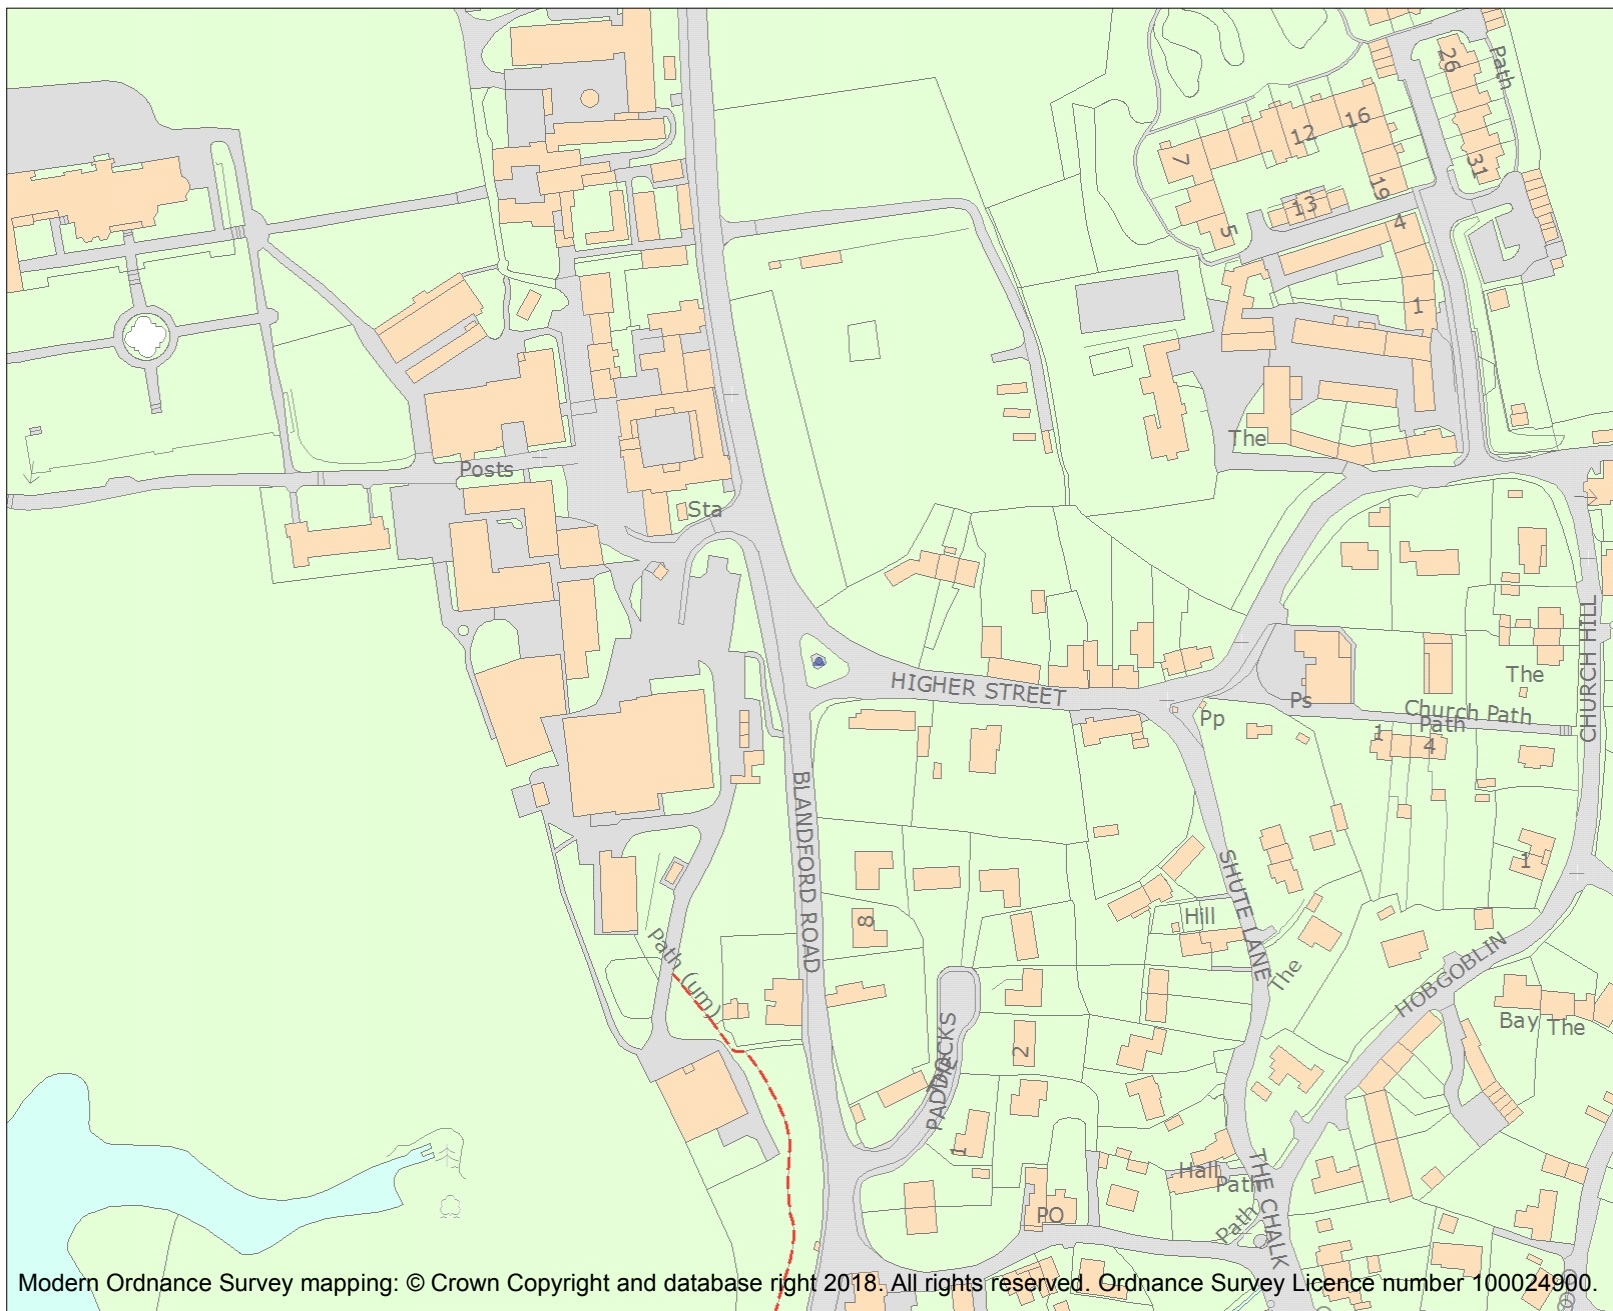 26
Path
16
12
7
31
19
13
4
5
1
The
Posts
Sta
CHURCH HILL
The
HIGHER STREET
Ps
Church Path
Pp
Path
1
4
BLANDFORD ROAD
SHUTE LANE
1
8
Hill
Path (um)
HOBGOBLIN
The
Bay
The
PADDOCKS
THE
2
1
Hall
Path
THE CHALK
PO
Path
Modern Ordnance Survey mapping: © Crown Copyright and database right 2018. All rights reserved. Ordnance Survey Licence number 100024900.